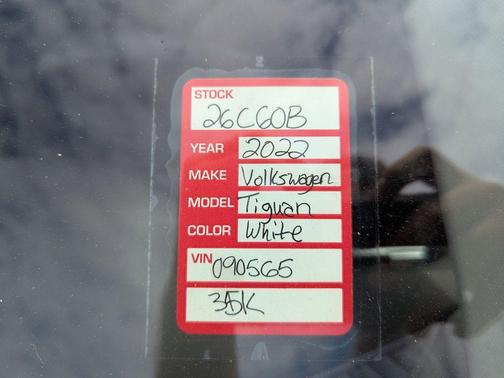 STOCK
26C60B
YEAR 2022
MAKE Volkswagen
MODEL Tiguan
COLOR White
VIN 090565
35K